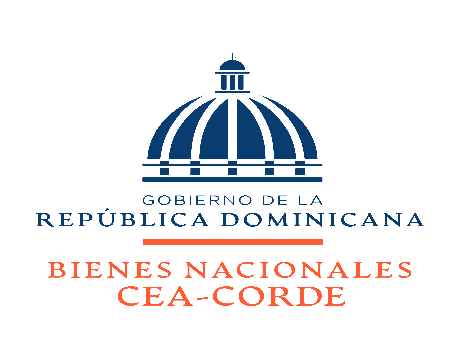 GOBIERNO DE LA
REPÚBLICA DOMINICANA
BIENES NACIONALES
CEA-CORDE